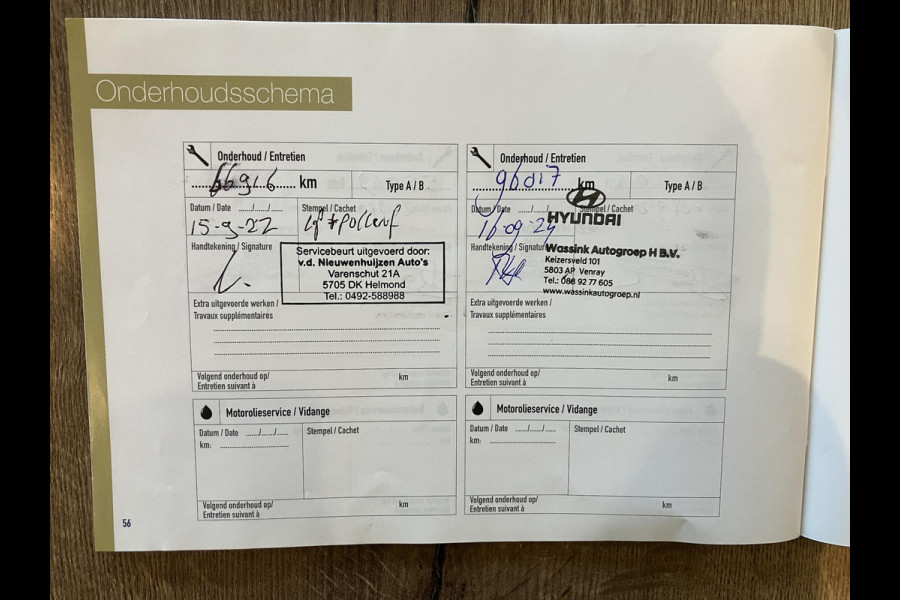 Onderhoudsschema
Onderhoud / Entretien
66916 km
Type A / B
Datum / Date ...../...../.....
15-9-22
Stempel / Cachet
Handtekening / Signature
Servicebeurt uitgevoerd door:
v.d. Nieuwenhuijzen Auto's
Varenschut 21A
5705 DK Helmond
Tel.: 0492-588988
Extra uitgevoerde werken /
Travaux supplémentaires
Volgend onderhoud op/
Entretien suivant à
km
Onderhoud / Entretien
96017 km
Type A / B
Datum / Date ...../...../.....
16-09-24
Stempel / Cachet
HYUNDAI
Handtekening / Signature
Wassink Autogroep H B.V.
Keizersveld 101
5803 AP Venray
Tel.: 088 92 77 605
www.wassinkautogroep.nl
Extra uitgevoerde werken /
Travaux supplémentaires
Volgend onderhoud op/
Entretien suivant à
km
Motorolieservice / Vidange
Datum / Date ...../...../.....
km:
Stempel / Cachet
Volgend onderhoud op/
Entretien suivant à
km
Motorolieservice / Vidange
Datum / Date ...../...../.....
km:
Stempel / Cachet
Volgend onderhoud op/
Entretien suivant à
km
56